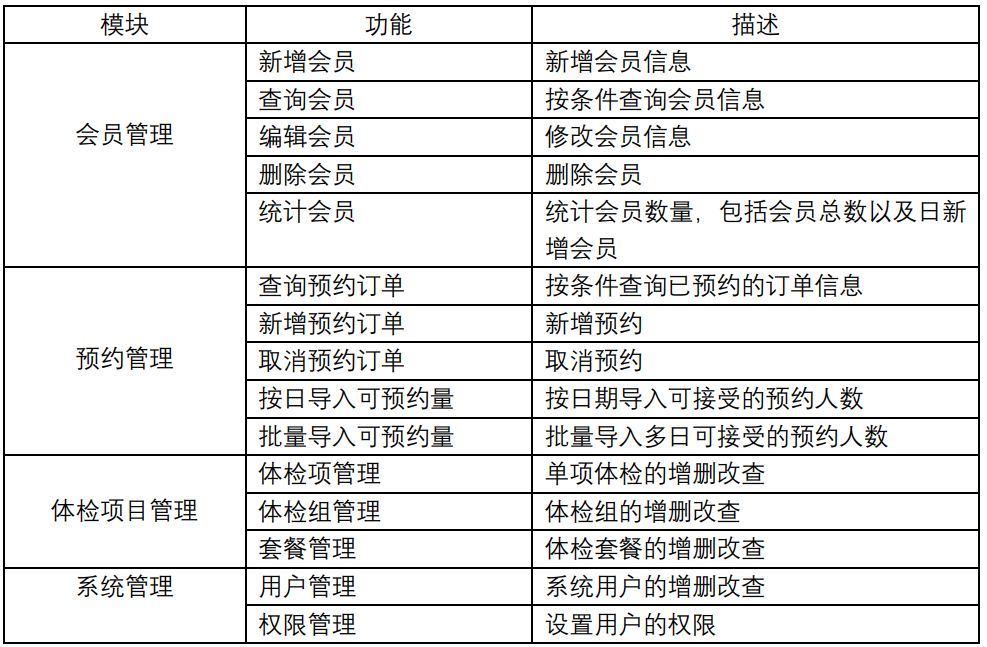 模块 功能 描述
新增会员 新增会员信息
查询会员 按条件查询会员信息
会员管理 编辑会员 修改会员信息
删除会员 删除会员
统计会员 统计会员数量，包括会员总数以及日新
增会员
查询预约订单 按条件查询已预约的订单信息
新增预约订单 新增预约
预约管理 取消预约订单 取消预约
按日导入可预约量 按日期导入可接受的预约人数
批量导入可预约量 批量导入多日可接受的预约人数
体检项管理 单项体检的增删改查
体检项目管理 体检组管理 体检组的增删改查
套餐管理 体检套餐的增删改查
系统管理 用户管理 系统用户的增删改查
权限管理 设置用户的权限